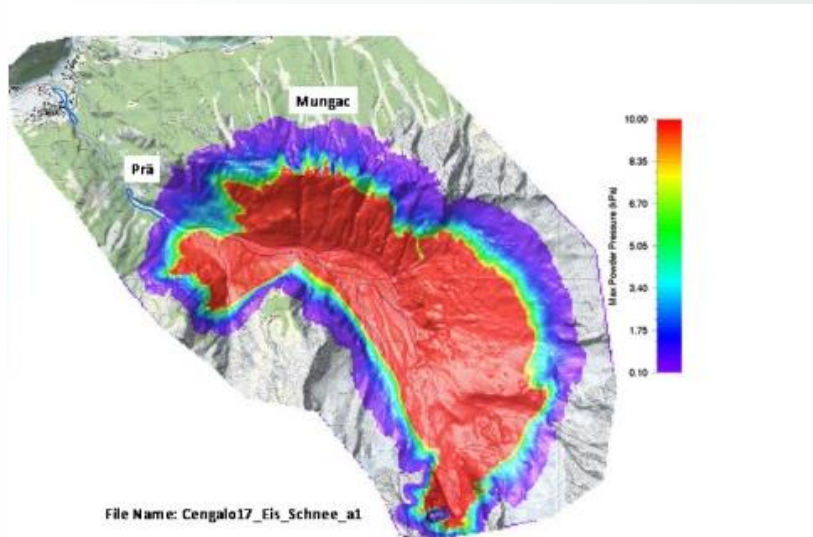 Mungac
Prä
10.00
8.35
6.70
5.05
3.40
1.75
0.10
Max Powder Pressure (kPa)
File Name: Cengalo17_Eis_Schnee_a1